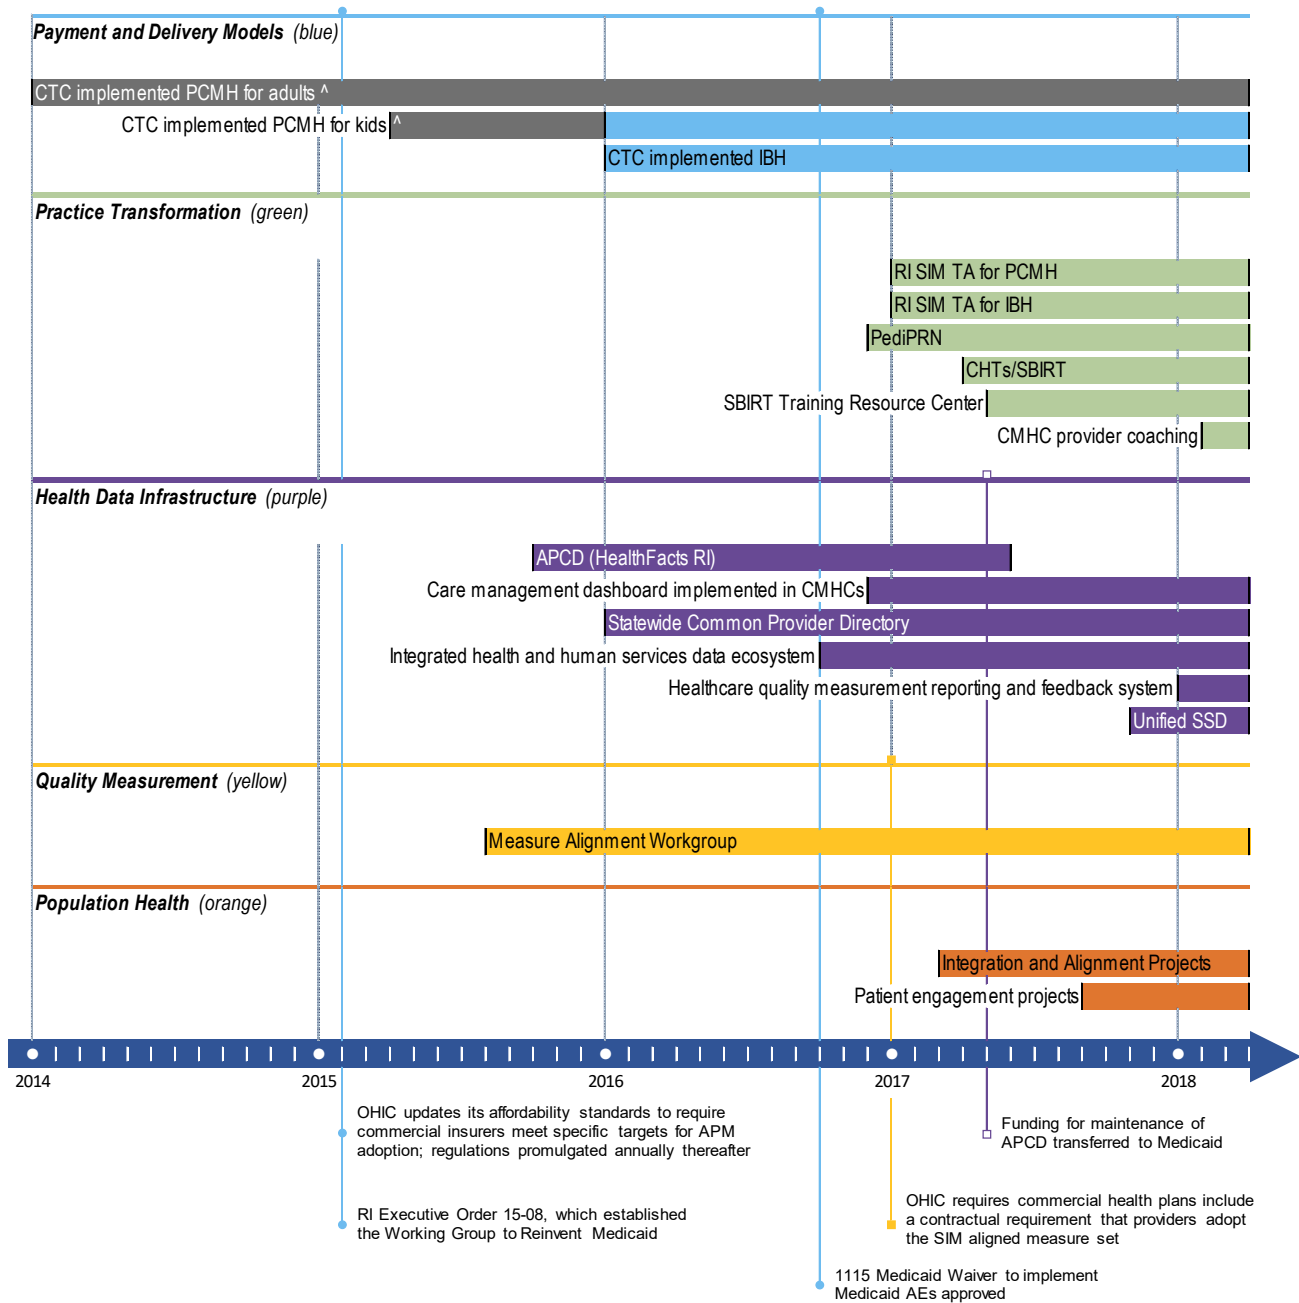 Payment and Delivery Models (blue)
CTC implemented PCMH for adults ^
CTC implemented PCMH for kids ^
CTC implemented IBH
Practice Transformation (green)
RI SIM TA for PCMH
RI SIM TA for IBH
PediPRN
CHTs/SBIRT
SBIRT Training Resource Center
CMHC provider coaching
Health Data Infrastructure (purple)
APCD (HealthFacts RI)
Care management dashboard implemented in CMHCs
Statewide Common Provider Directory
Integrated health and human services data ecosystem
Healthcare quality measurement reporting and feedback system
Unified SSD
Quality Measurement (yellow)
Measure Alignment Workgroup
Population Health (orange)
Integration and Alignment Projects
Patient engagement projects
2014 2015 2016 2017 2018
OHIC updates its affordability standards to require
commercial insurers meet specific targets for APM
adoption; regulations promulgated annually thereafter
Funding for maintenance of
APCD transferred to Medicaid
RI Executive Order 15-08, which established
the Working Group to Reinvent Medicaid
OHIC requires commercial health plans include
a contractual requirement that providers adopt
the SIM aligned measure set
1115 Medicaid Waiver to implement
Medicaid AEs approved